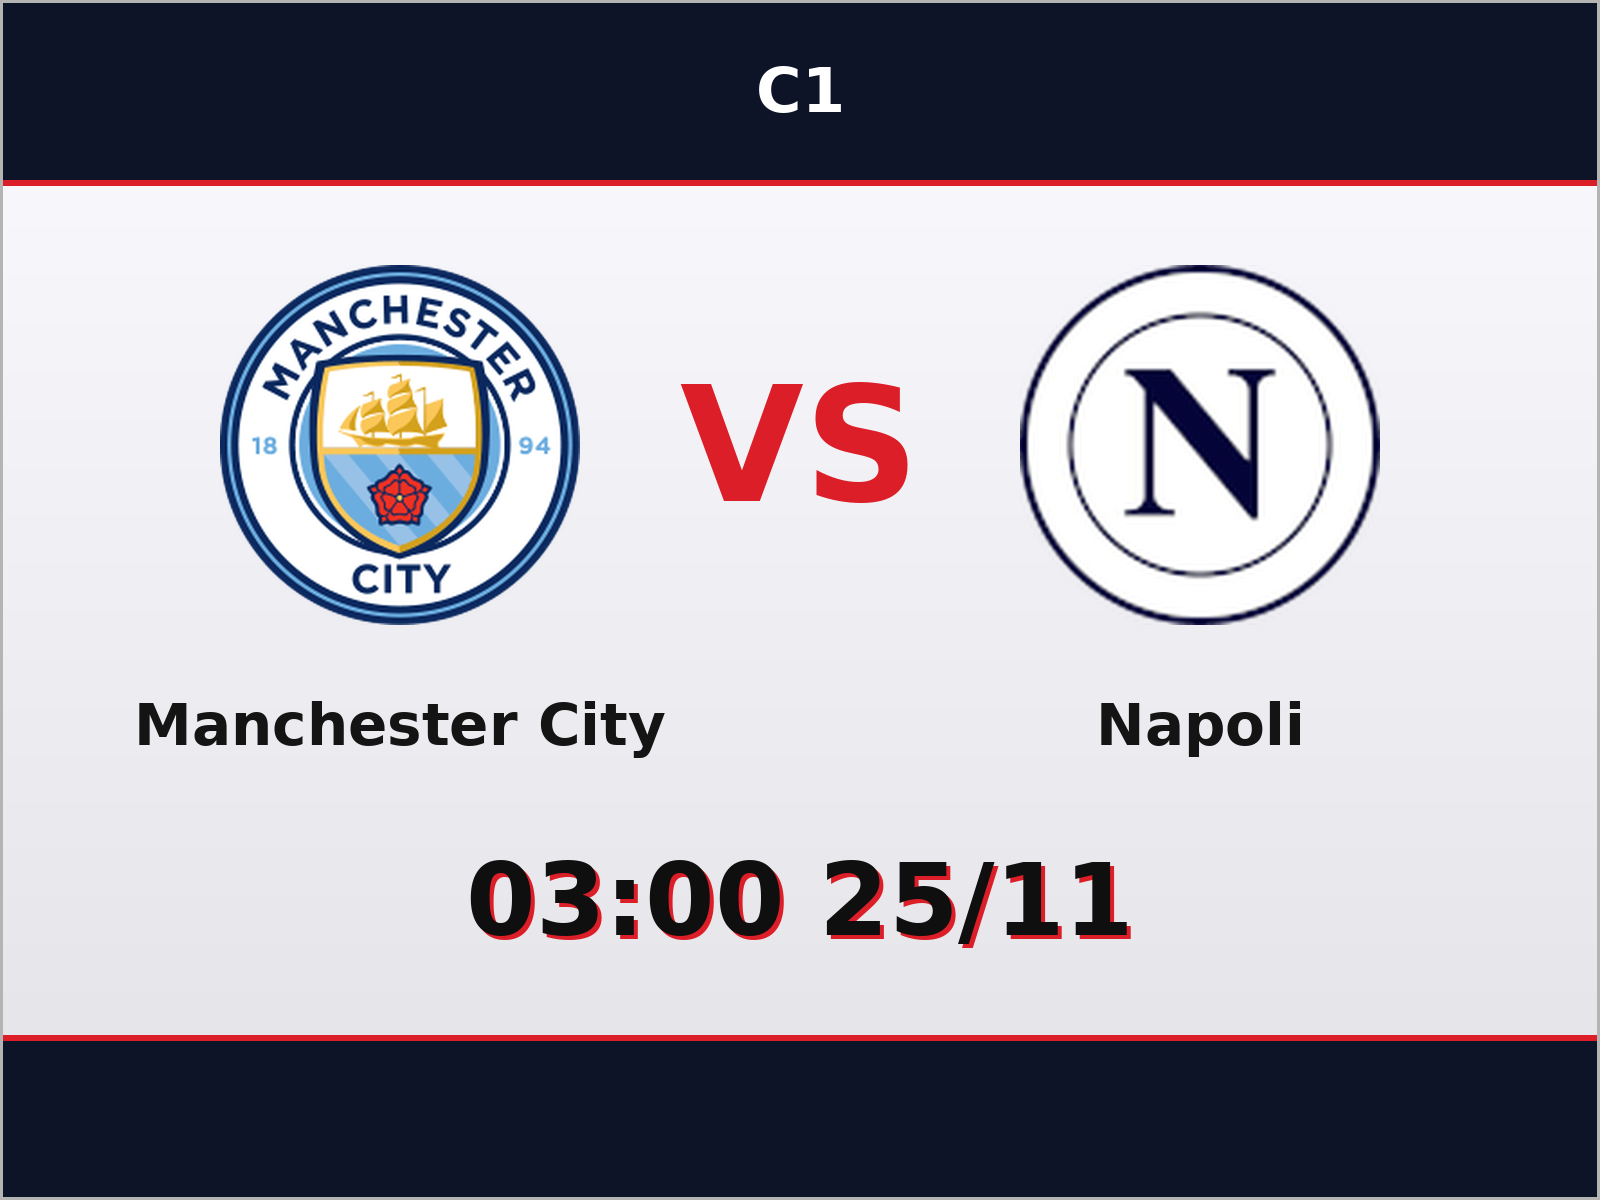 C1
MANCHESTER
18 94
CITY
VS
N
Manchester City
Napoli
03:00 25/11